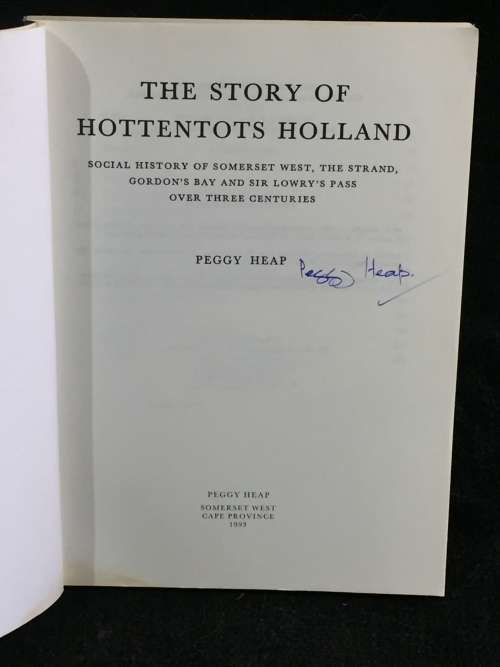 THE STORY OF
HOTTENTOTS HOLLAND
SOCIAL HISTORY OF SOMERSET WEST, THE STRAND,
GORDON'S BAY AND SIR LOWRY'S PASS
OVER THREE CENTURIES
PEGGY HEAP Peggy Heap.
PEGGY HEAP
SOMERSET WEST
CAPE PROVINCE
1993